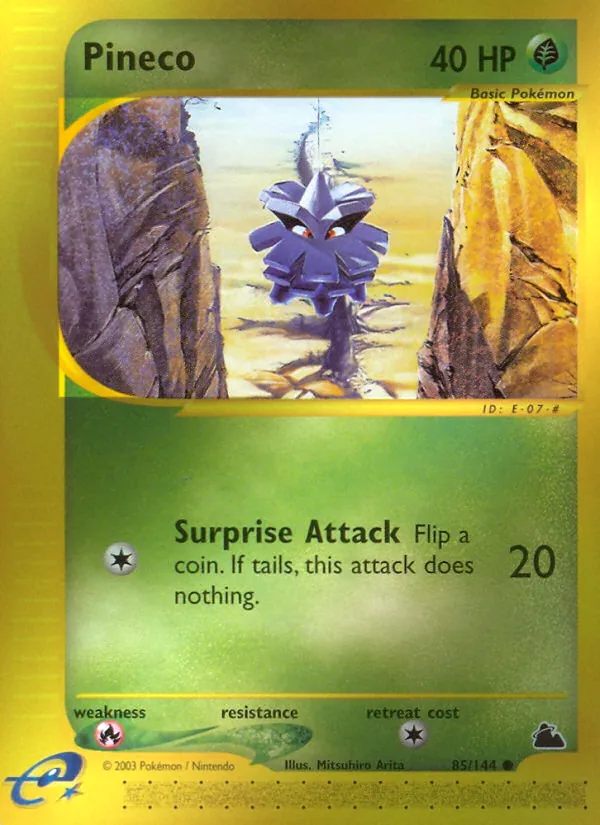 Pineco 40 HP
Basic Pokémon
ID: E-07-#
Surprise Attack Flip a
coin. If tails, this attack does
nothing.
20
weakness resistance retreat cost
© 2003 Pokémon / Nintendo Illus. Mitsuhiro Arita 85/144
e